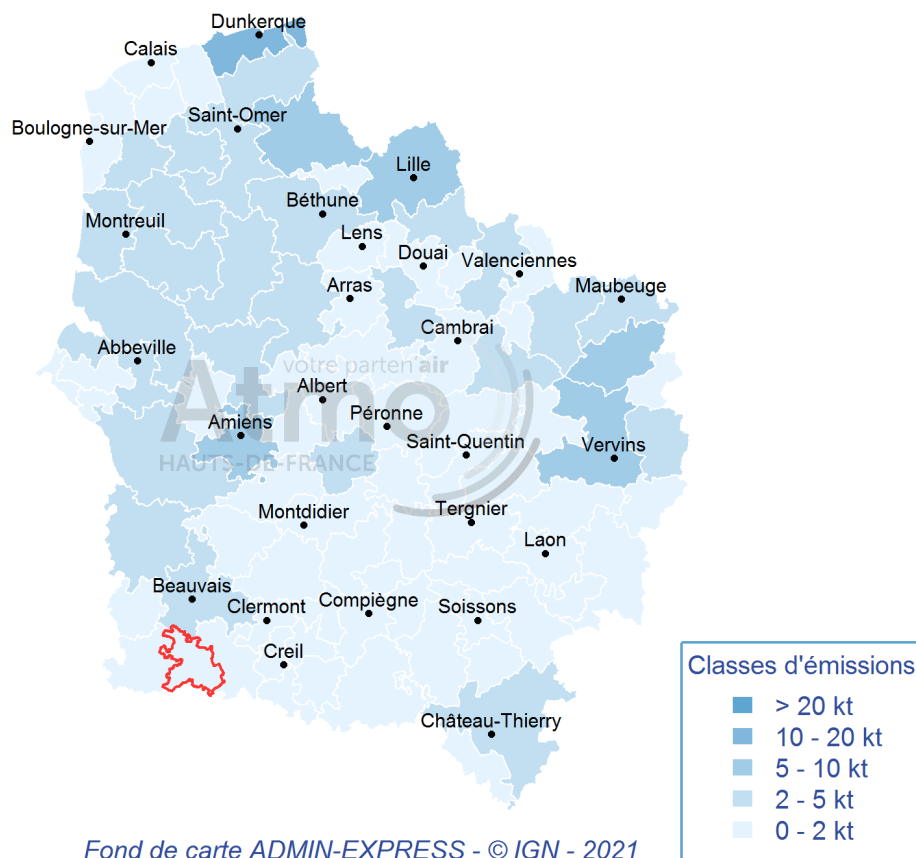 Dunkerque
Calais
Saint-Omer
Boulogne-sur-Mer
Lille
Béthune
Montreuil
Lens
Douai
Valenciennes
Arras
Maubeuge
Cambrai
Abbeville
votre parten'air
Atmo
HAUTS-DE-FRANCE
Albert
Péronne
Amiens
Saint-Quentin
Vervins
Montdidier
Tergnier
Laon
Beauvais
Clermont
Compiègne
Soissons
Creil
Château-Thierry
Classes d'émissions
> 20 kt
10 - 20 kt
5 - 10 kt
2 - 5 kt
0 - 2 kt
Fond de carte ADMIN-EXPRESS - © IGN - 2021